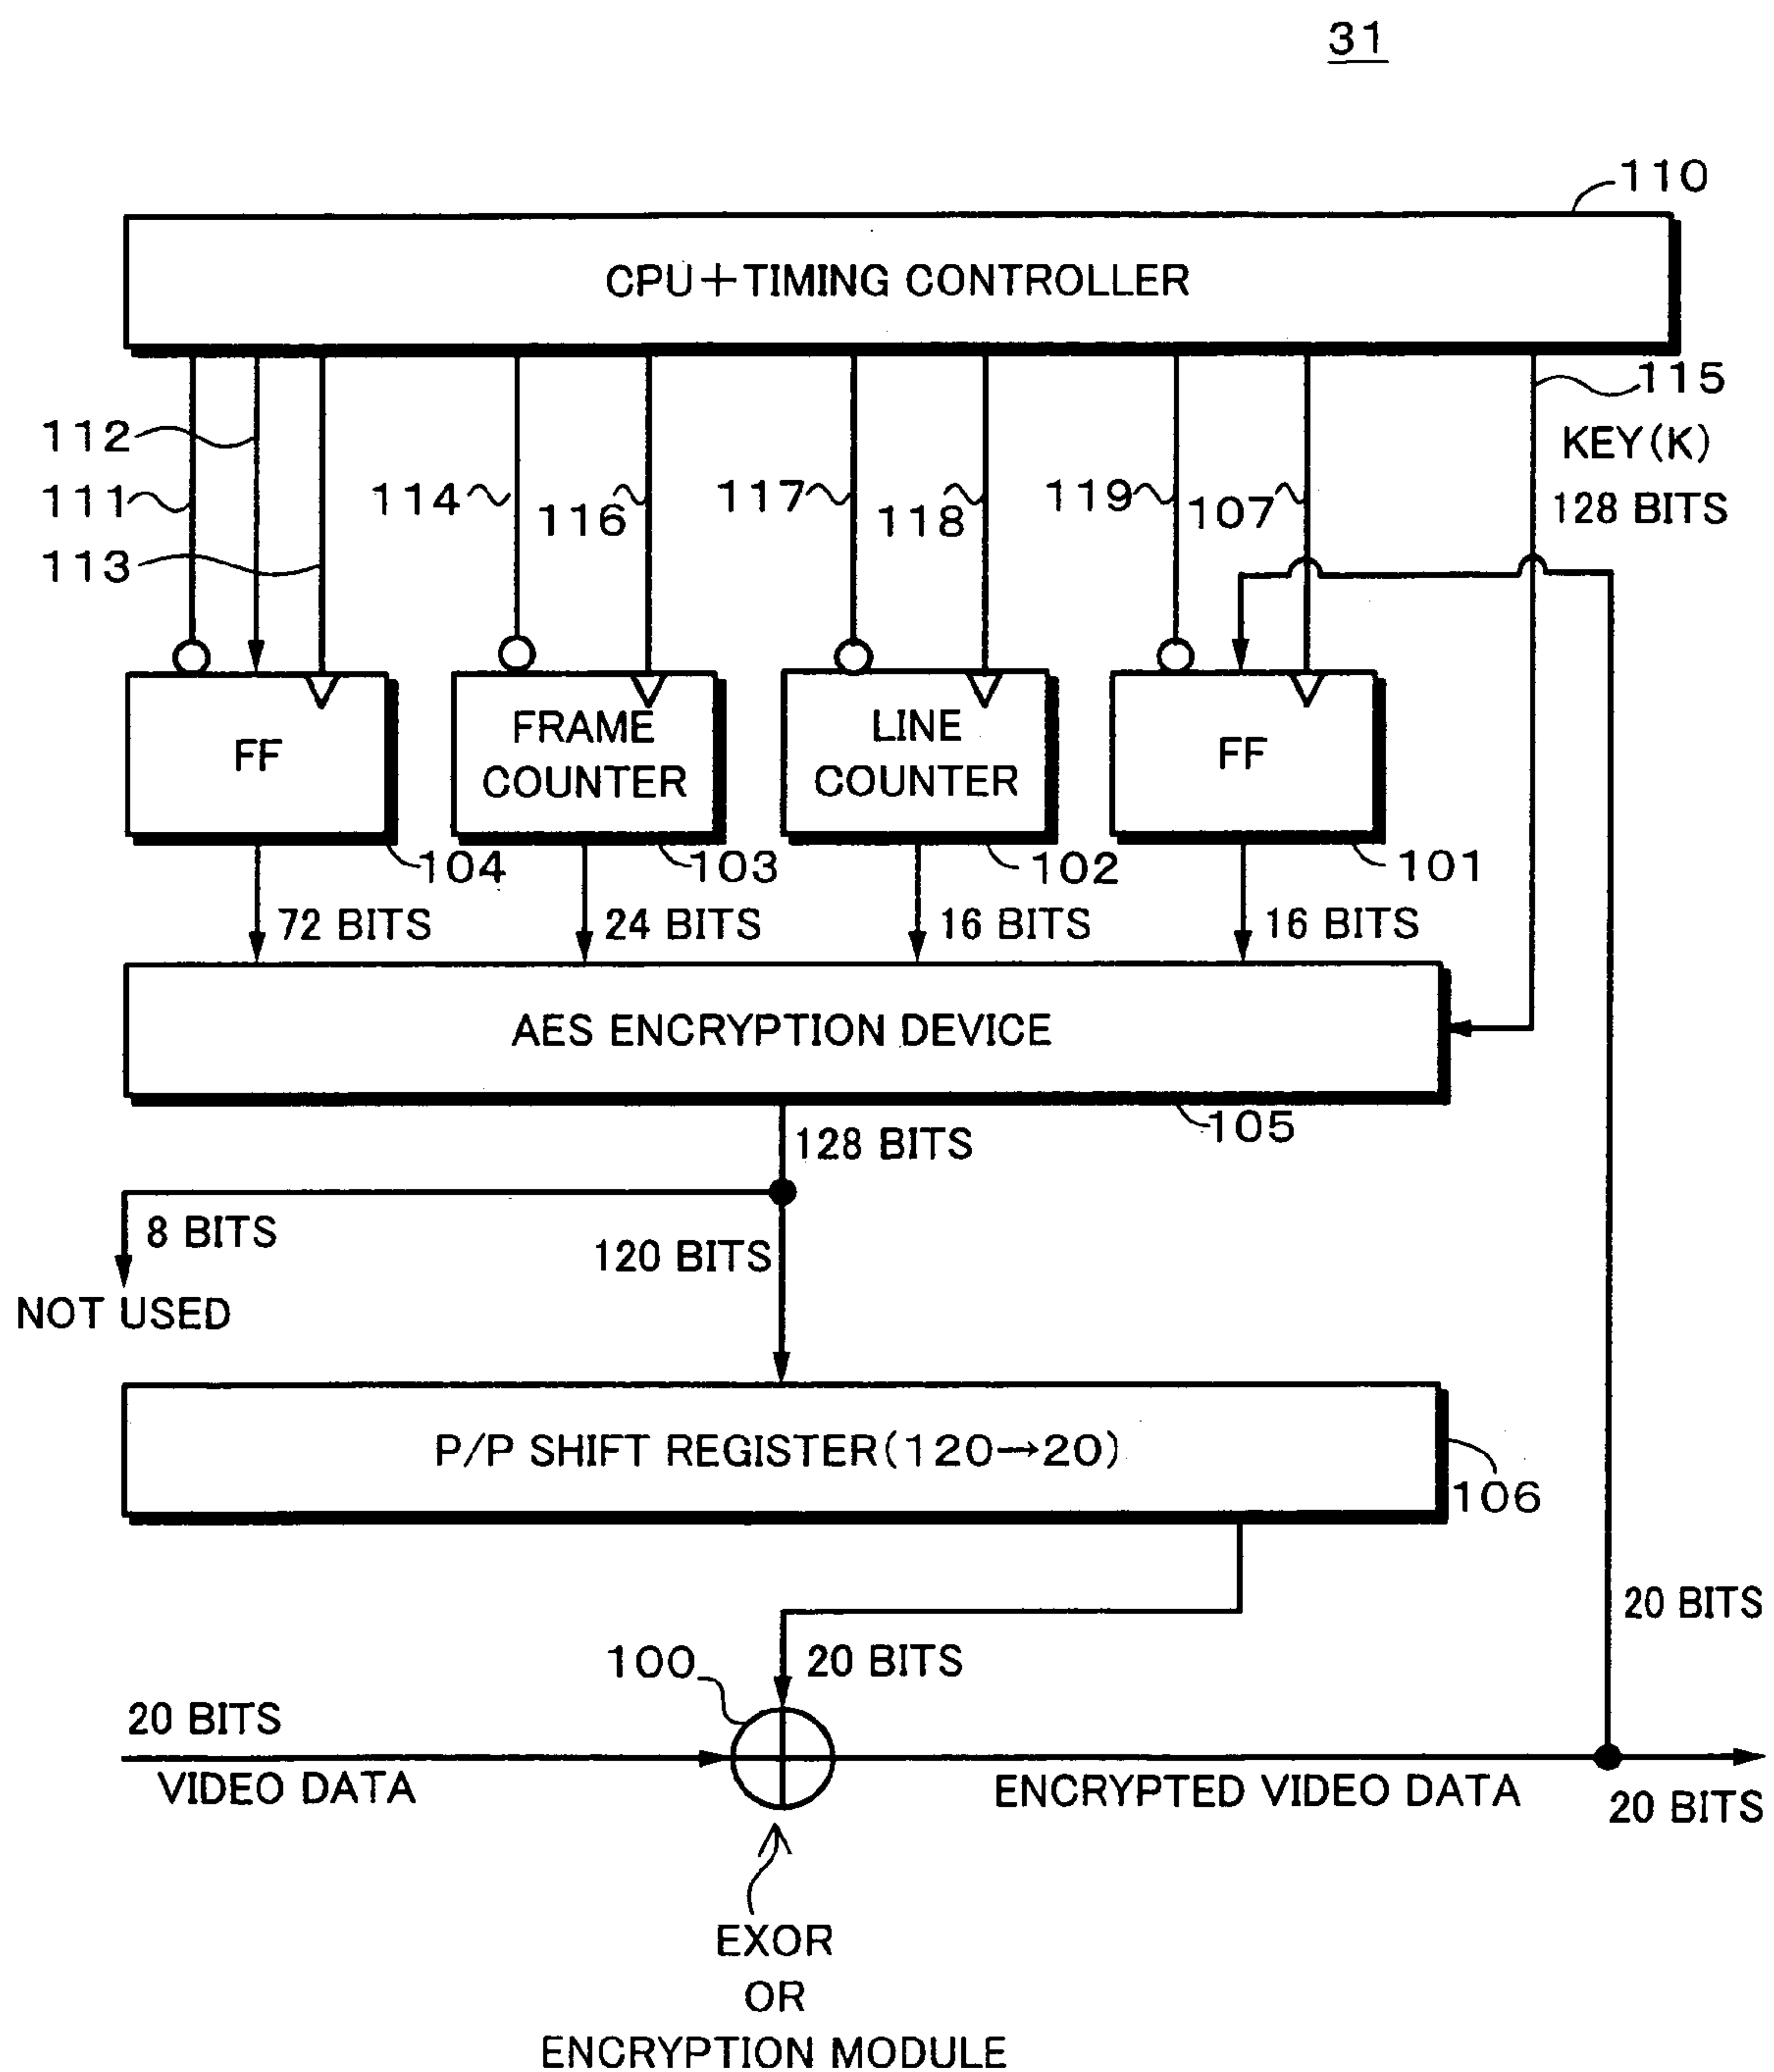 31
110
CPU+TIMING CONTROLLER
115
KEY(K)
128 BITS
112
111
113
114
116
117
118
119
107
FF
FRAME
COUNTER
LINE
COUNTER
FF
104
103
102
101
72 BITS
24 BITS
16 BITS
16 BITS
AES ENCRYPTION DEVICE
105
128 BITS
8 BITS
120 BITS
NOT USED
P/P SHIFT REGISTER(120→20)
106
20 BITS
100
20 BITS
20 BITS
VIDEO DATA
ENCRYPTED VIDEO DATA
20 BITS
EXOR
OR
ENCRYPTION MODULE